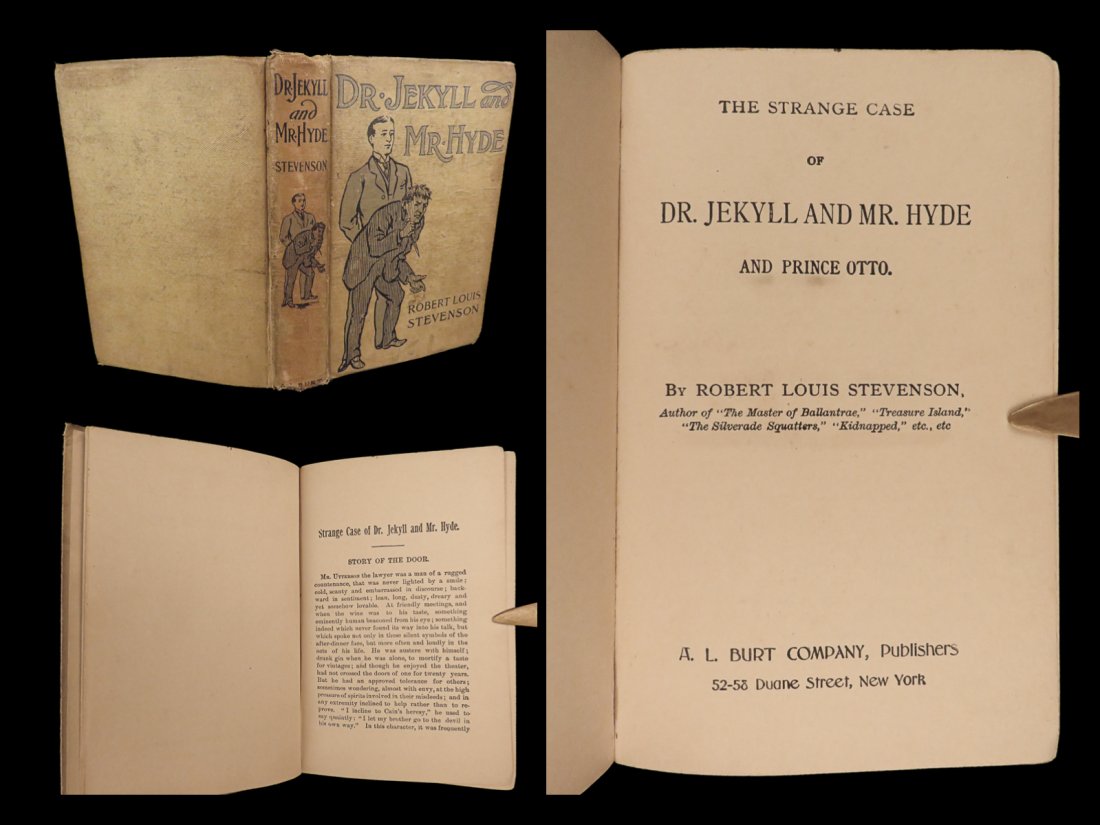 DR. JEKYLL
and
MR. HYDE
STEVENSON
BURT
DR. JEKYLL and
MR. HYDE
ROBERT LOUIS
STEVENSON
Strange Case of Dr. Jekyll and Mr. Hyde.
STORY OF THE DOOR.
MR. UTTERSON the lawyer was a man of a rugged
countenance, that was never lighted by a smile;
cold, scanty and embarrassed in discourse; back-
ward in sentiment; lean, long, dusty, dreary and
yet somehow lovable. At friendly meetings, and
when the wine was to his taste, something
eminently human beaconed from his eye; something
indeed which never found its way into his talk, but
which spoke not only in these silent symbols of the
after-dinner face, but more often and loudly in the
acts of his life. He was austere with himself;
drank gin when he was alone, to mortify a taste
for vintages; and though he enjoyed the theater,
had not crossed the doors of one for twenty years.
But he had an approved tolerance for others;
sometimes wondering, almost with envy, at the high
pressure of spirits involved in their misdeeds; and in
any extremity inclined to help rather than to re-
prove. "I incline to Cain's heresy," he used to
say quaintly; "I let my brother go to the devil in
his own way." In this character, it was frequently
THE STRANGE CASE
OF
DR. JEKYLL AND MR. HYDE
AND PRINCE OTTO.
BY ROBERT LOUIS STEVENSON,
Author of "The Master of Ballantrae," "Treasure Island,"
"The Silverade Squatters," "Kidnapped," etc., etc
A. L. BURT COMPANY, Publishers
52-58 Duane Street, New York